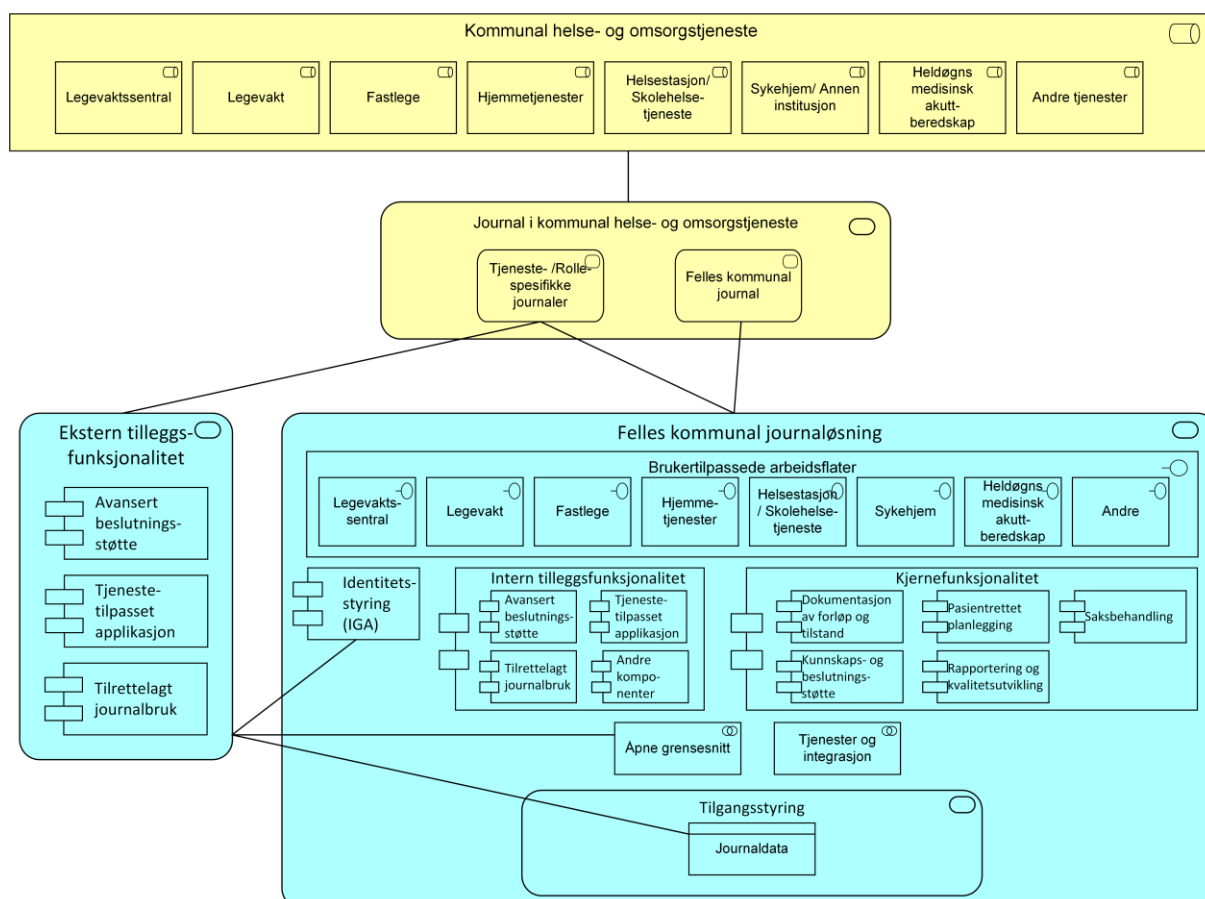 Kommunal helse- og omsorgstjeneste
Legevaktssentral
Legevakt
Fastlege
Hjemmetjenester
Helsestasjon/
Skolehelse-
tjeneste
Sykehjem/ Annen
institusjon
Heldøgns
medisinsk
akutt-
beredskap
Andre tjenester
Journal i kommunal helse- og omsorgstjeneste
Tjeneste- /Rolle-
spesifikke
journaler
Felles kommunal
journal
Ekstern tilleggs-
funksjonalitet
Avansert
beslutnings-
støtte
Tjeneste-
tilpasset
applikasjon
Tilrettelagt
journalbruk
Felles kommunal journaløsning
Brukertilpassede arbeidsflater
Legevakts-
sentral
Legevakt
Fastlege
Hjemme-
tjenester
Helsestasjon
/ Skolehelse-
tjeneste
Sykehjem
Heldøgns
medisinsk
akutt-
beredskap
Andre
Identitets-
styring
(IGA)
Intern tilleggsfunksjonalitet
Avansert
beslutnings-
støtte
Tjeneste-
tilpasset
applikasjon
Tilrettelagt
journalbruk
Andre
kompo-
nenter
Kjernefunksjonalitet
Dokumentasjon
av forløp og
tilstand
Pasientrettet
planlegging
Saksbehandling
Kunnskaps- og
beslutnings-
støtte
Rapportering og
kvalitetsutvikling
Åpne grensesnitt
Tjenester og
integrasjon
Tilgangsstyring
Journaldata